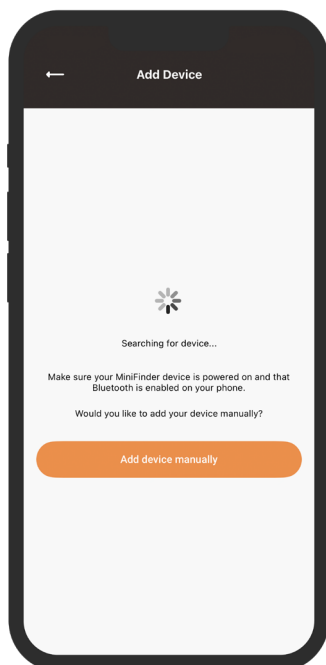 Add Device
Searching for device...
Make sure your MiniFinder device is powered on and that
Bluetooth is enabled on your phone.
Would you like to add your device manually?
Add device manually